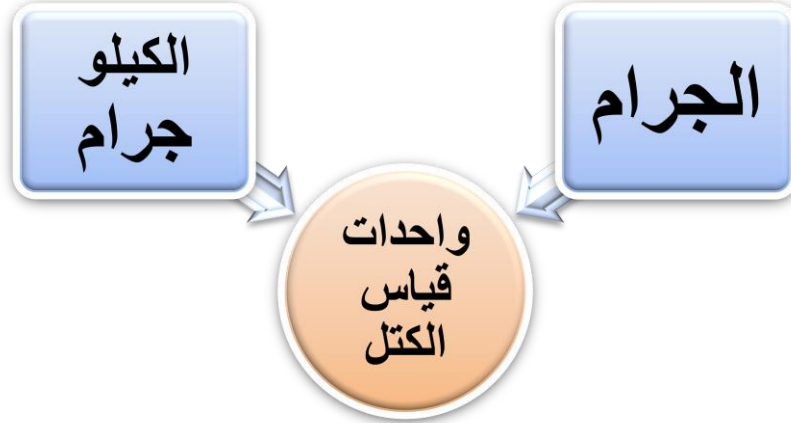 الجرام
الكيلو
جرام
واحدات
قياس
الكتل